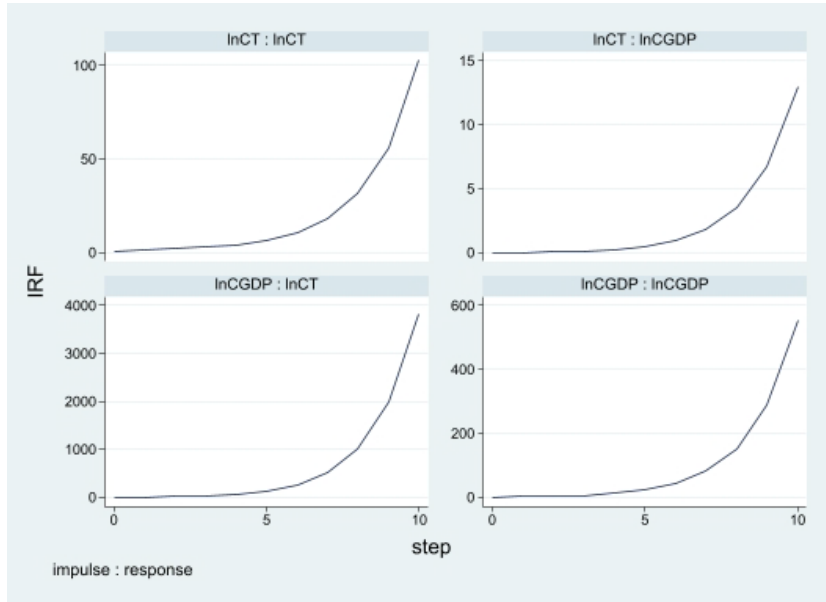 lnCT : lnCT
100
50
0
lnCT : lnCGDP
15
10
5
0
IRF
lnCGDP : lnCT
4000
3000
2000
1000
0
0 5 10
lnCGDP : lnCGDP
600
400
200
0
0 5 10
step
impulse : response